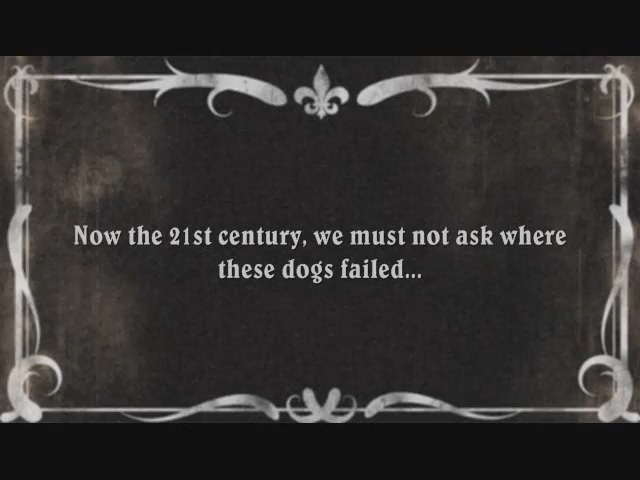 Now the 21st century, we must not ask where
these dogs failed...